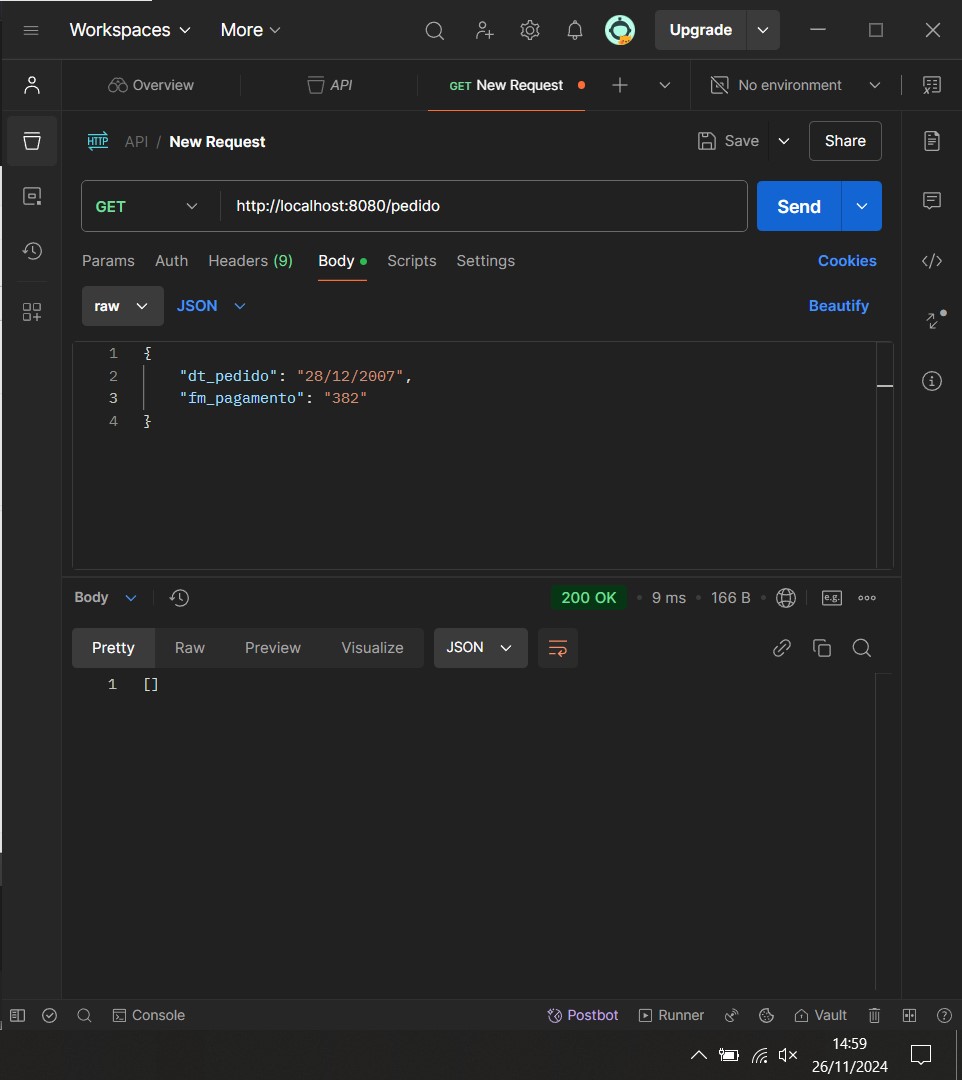 Workspaces More Upgrade
Overview API GET New Request No environment
HTTP API / New Request Save Share
GET http://localhost:8080/pedido Send
Params Auth Headers (9) Body Scripts Settings Cookies
raw JSON Beautify
1 {
2 "dt_pedido": "28/12/2007",
3 "fm_pagamento": "382"
4 }
Body 200 OK • 9 ms • 166 B • e.g.
Pretty Raw Preview Visualize JSON
1 []
Console Postbot Runner Vault
14:59
26/11/2024